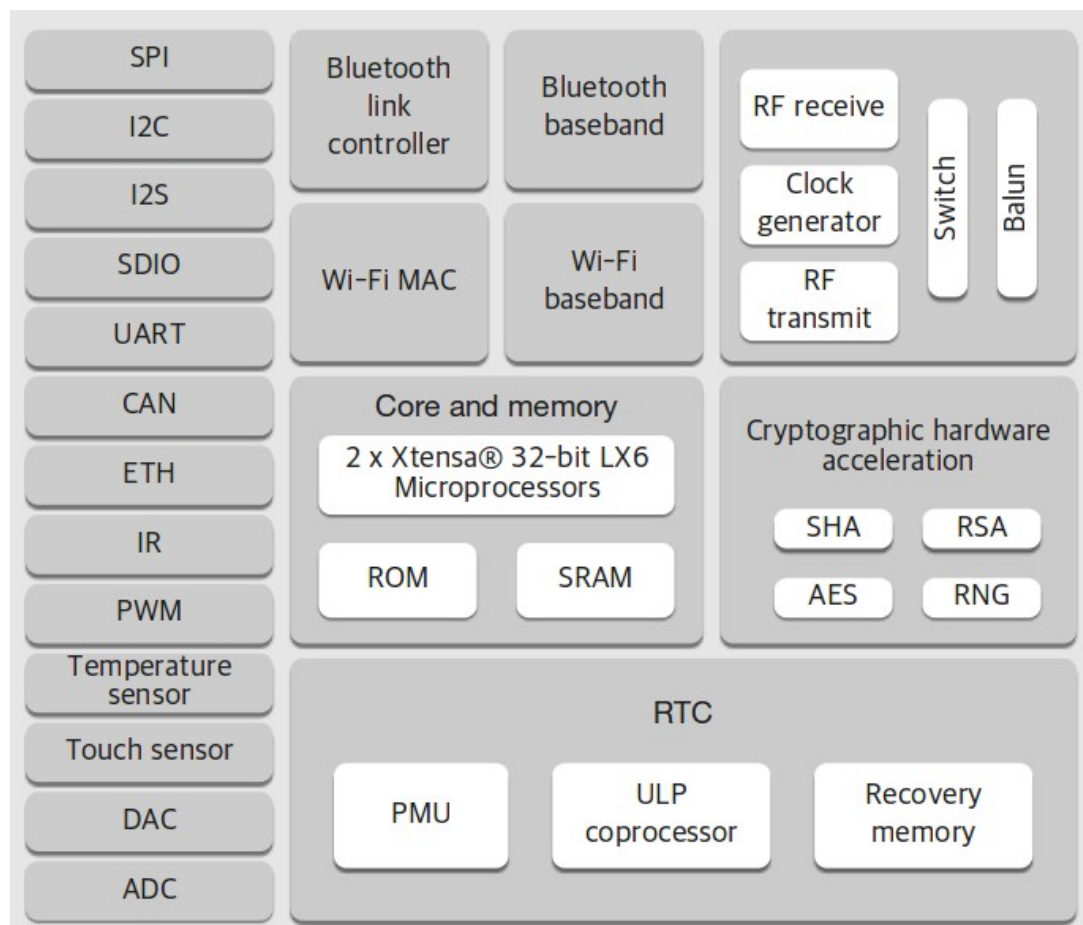 SPI
I2C
I2S
SDIO
UART
CAN
ETH
IR
PWM
Temperature
sensor
Touch sensor
DAC
ADC
Bluetooth
link
controller
Bluetooth
baseband
Wi-Fi MAC
Wi-Fi
baseband
RF receive
Clock
generator
RF
transmit
Switch
Balun
Core and memory
2 x Xtensa® 32-bit LX6
Microprocessors
ROM
SRAM
Cryptographic hardware
acceleration
SHA
RSA
AES
RNG
RTC
PMU
ULP
coprocessor
Recovery
memory